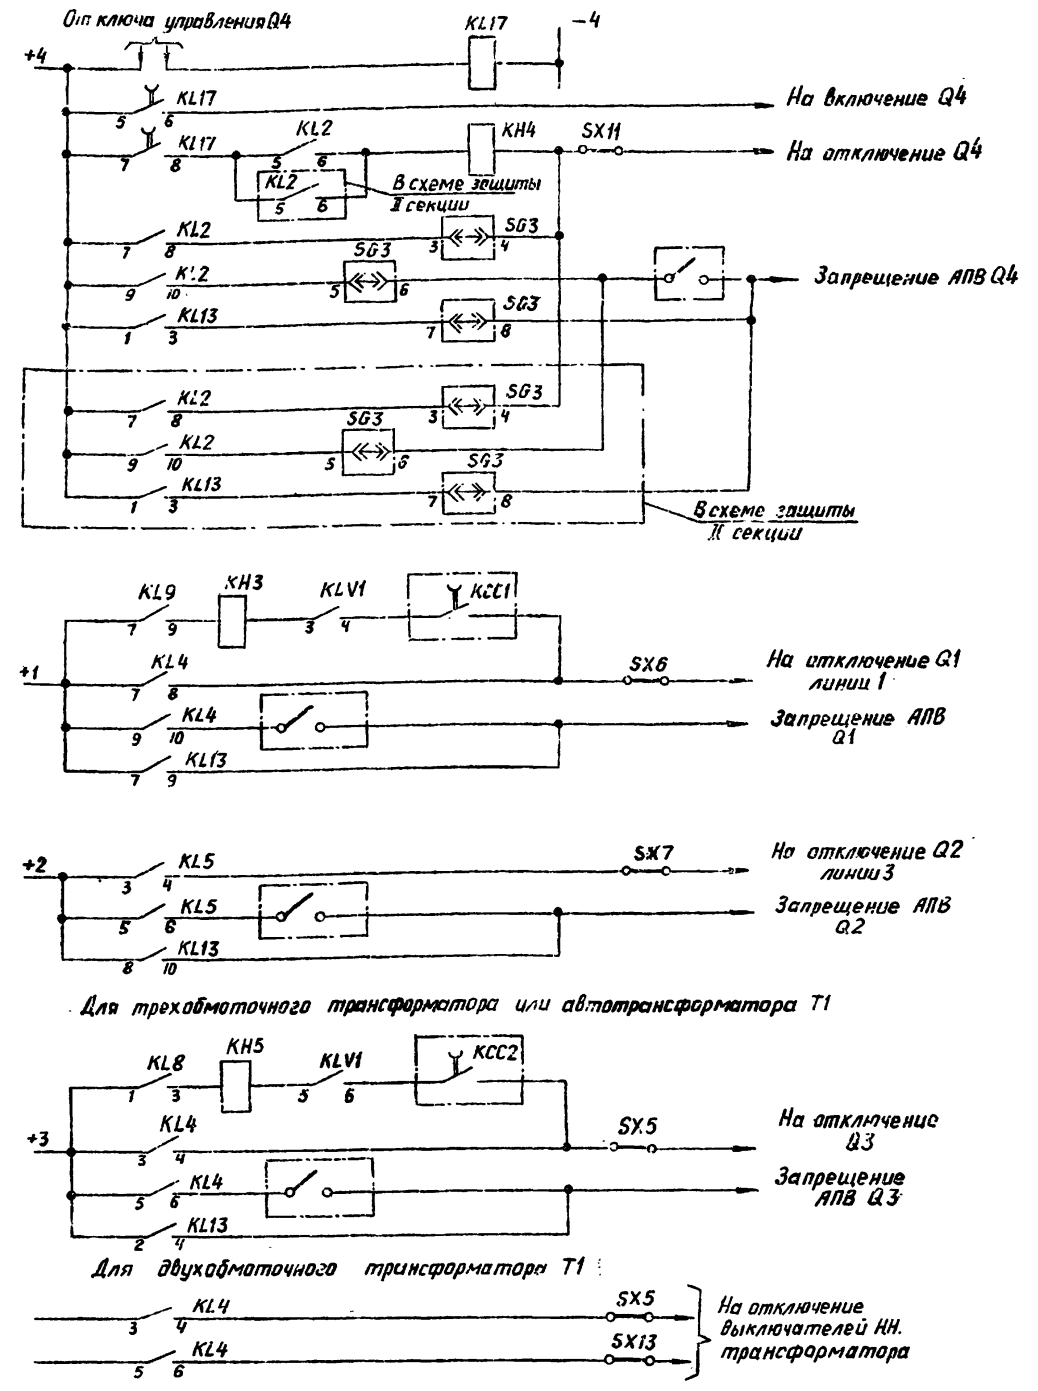 От ключа управления Q4
KL17
-4
+4
KL17
5 6
На включение Q4
KL17
7 8
KL2
5 6
KH4
SX11
На отключение Q4
KL2
5 6
В схеме защиты
II секции
KL2
7 8
SG3
3 4
9 10
SG3
5 6
Запрещение АПВ Q4
KL13
1 3
SG3
7 8
KL2
7 8
SG3
3 4
KL2
9 10
SG3
5 6
KL13
1 3
SG3
7 8
В схеме защиты
II секции
KL9
7 9
KH3
KLV1
3 4
KCC1
+1
KL4
7 8
SX6
На отключение Q1
линии 1
KL4
9 10
Запрещение АПВ
Q1
KL13
7 9
+2
KL5
3 4
SX7
На отключение Q2
линии 3
KL5
5 6
Запрещение АПВ
Q2
KL13
8 10
Для трехобмоточного трансформатора или автотрансформатора Т1
KL8
1 3
KH5
KLV1
5 6
KCC2
+3
KL4
3 4
SX5
На отключение
Q3
KL4
5 6
Запрещение
АПВ Q3
KL13
2 4
Для двухобмоточного трансформатора Т1
KL4
3 4
SX5
KL4
5 6
SX13
На отключение
выключателей НН.
трансформатора